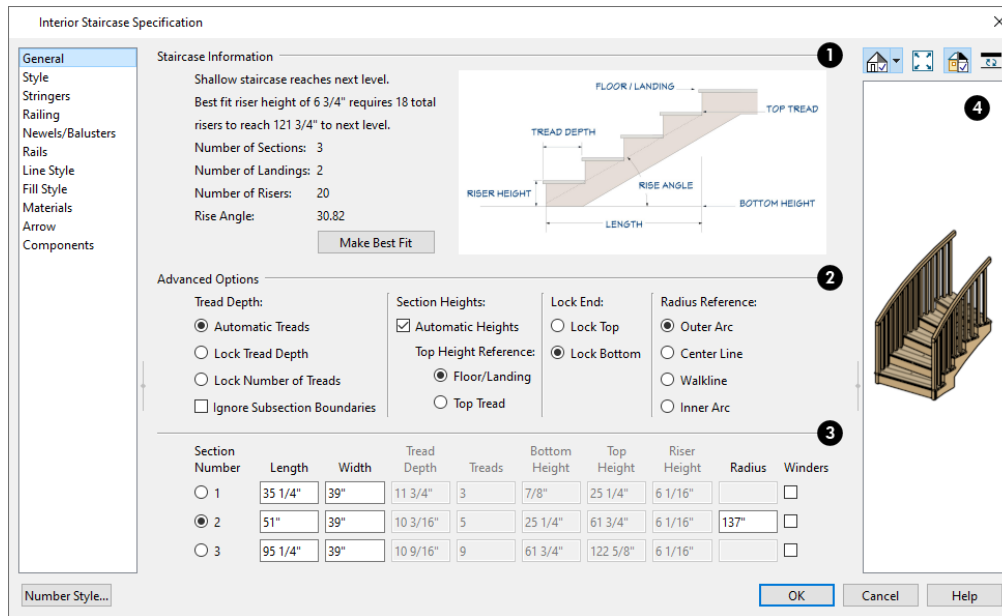 Interior Staircase Specification
General
Style
Stringers
Railing
Newels/Balusters
Rails
Line Style
Fill Style
Materials
Arrow
Components
Staircase Information
1
Shallow staircase reaches next level.
Best fit riser height of 6 3/4" requires 18 total
risers to reach 121 3/4" to next level.
Number of Sections: 3
Number of Landings: 2
Number of Risers: 20
Rise Angle: 30.82
Make Best Fit
FLOOR / LANDING
TOP TREAD
TREAD DEPTH
RISER HEIGHT
RISE ANGLE
BOTTOM HEIGHT
LENGTH
Advanced Options
2
Tread Depth:
Automatic Treads
Lock Tread Depth
Lock Number of Treads
Ignore Subsection Boundaries
Section Heights:
Automatic Heights
Top Height Reference:
Floor/Landing
Top Tread
Lock End:
Lock Top
Lock Bottom
Radius Reference:
Outer Arc
Center Line
Walkline
Inner Arc
3
Section Number Length Width Tread Depth Treads Bottom Height Top Height Riser Height Radius Winders
1 35 1/4" 39" 11 3/4" 3 7/8" 25 1/4" 6 1/16"
2 51" 39" 10 3/16" 5 25 1/4" 61 3/4" 6 1/16" 137"
3 95 1/4" 39" 10 9/16" 9 61 3/4" 122 5/8" 6 1/16"
4
Number Style...
OK
Cancel
Help